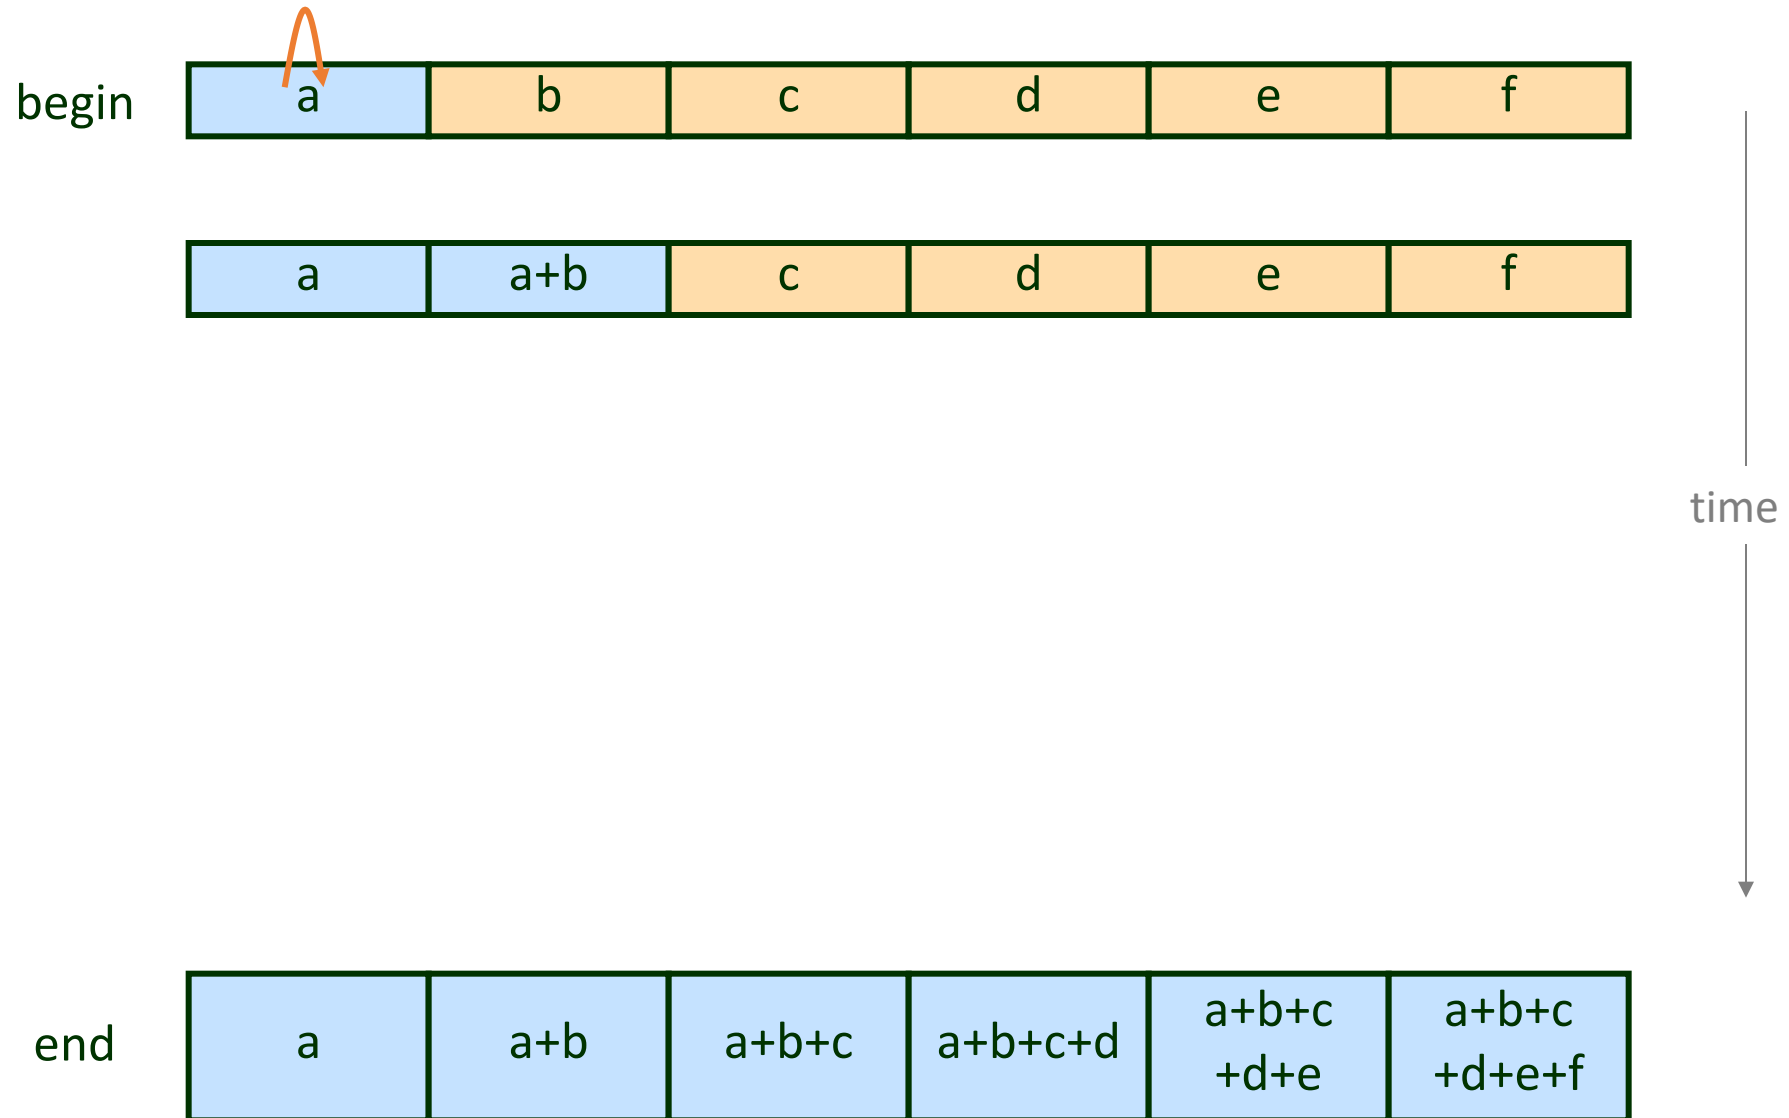 begin
a b c d e f
a a+b c d e f
time
end
a a+b a+b+c a+b+c+d a+b+c a+b+c
+d+e +d+e+f